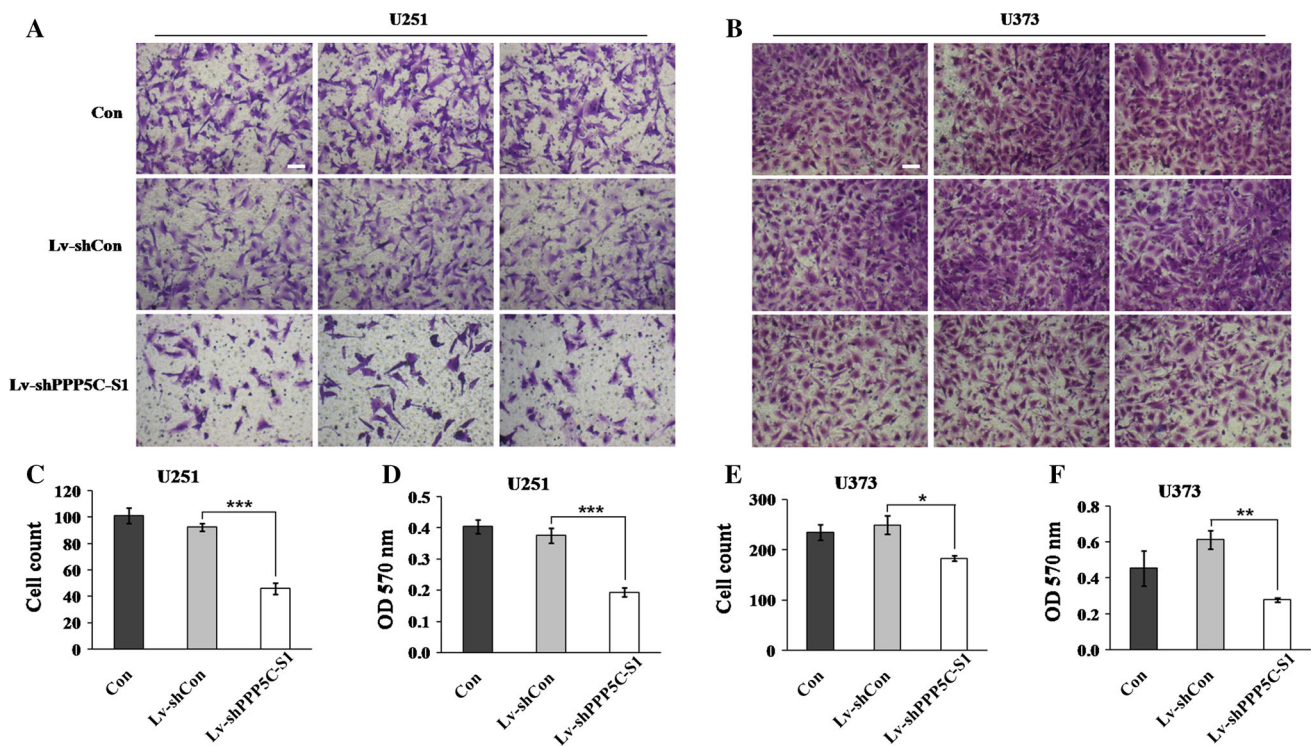 A
U251
B
U373
Con
Lv-shCon
Lv-shPPP5C-S1
C
U251
Cell count
120
100
80
60
40
20
0
***
Con
Lv-shCon
Lv-shPPP5C-S1
D
U251
OD 570 nm
0.5
0.4
0.3
0.2
0.1
0.0
***
Con
Lv-shCon
Lv-shPPP5C-S1
E
U373
Cell count
300
200
100
0
*
Con
Lv-shCon
Lv-shPPP5C-S1
F
U373
OD 570 nm
0.8
0.6
0.4
0.2
0.0
**
Con
Lv-shCon
Lv-shPPP5C-S1